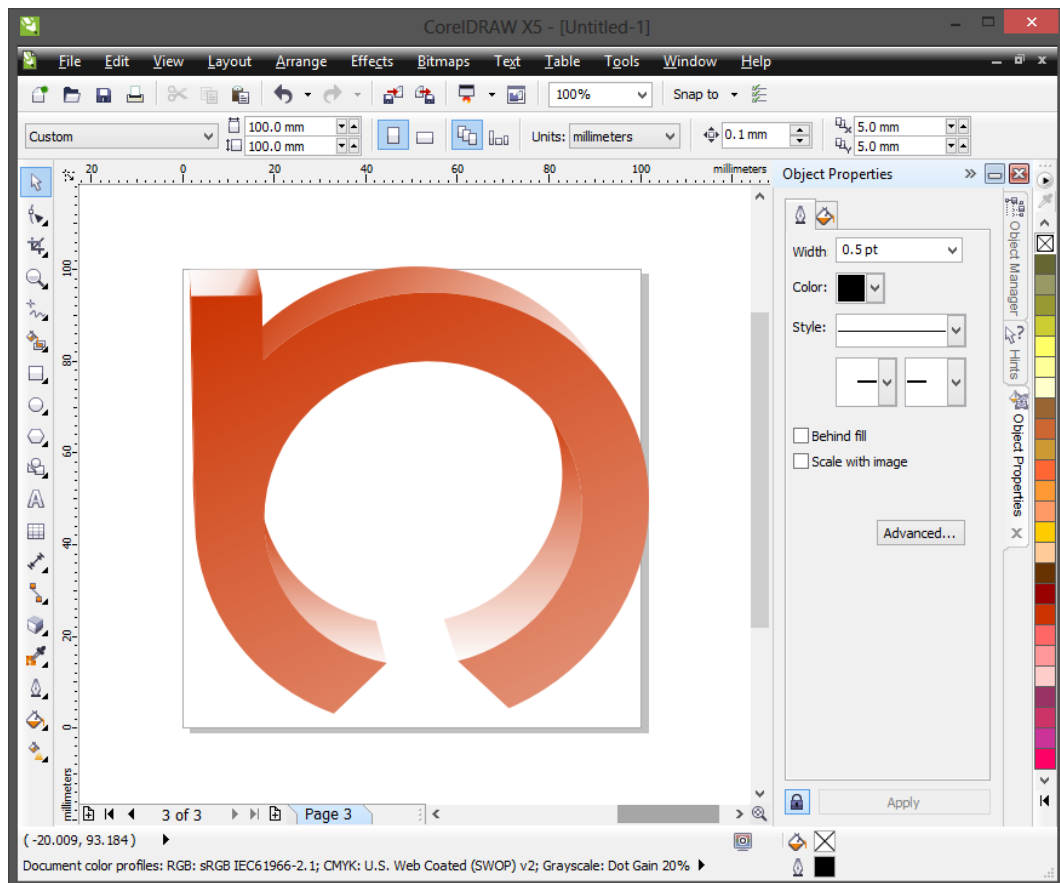 CorelDRAW X5 - [Untitled-1]
File Edit View Layout Arrange Effects Bitmaps Text Table Tools Window Help
100% Snap to
Custom 100.0 mm 100.0 mm Units: millimeters 0.1 mm 5.0 mm 5.0 mm
20 0 20 40 60 80 100 millimeters
Object Properties
Width: 0.5 pt
Color:
Style:
Behind fill
Scale with image
Advanced...
Apply
Object Manager
Hints
Object Properties
100
80
60
40
20
0
millimeters
3 of 3 Page 3
( -20.009, 93.184 )
Document color profiles: RGB: sRGB IEC61966-2.1; CMYK: U.S. Web Coated (SWOP) v2; Grayscale: Dot Gain 20%